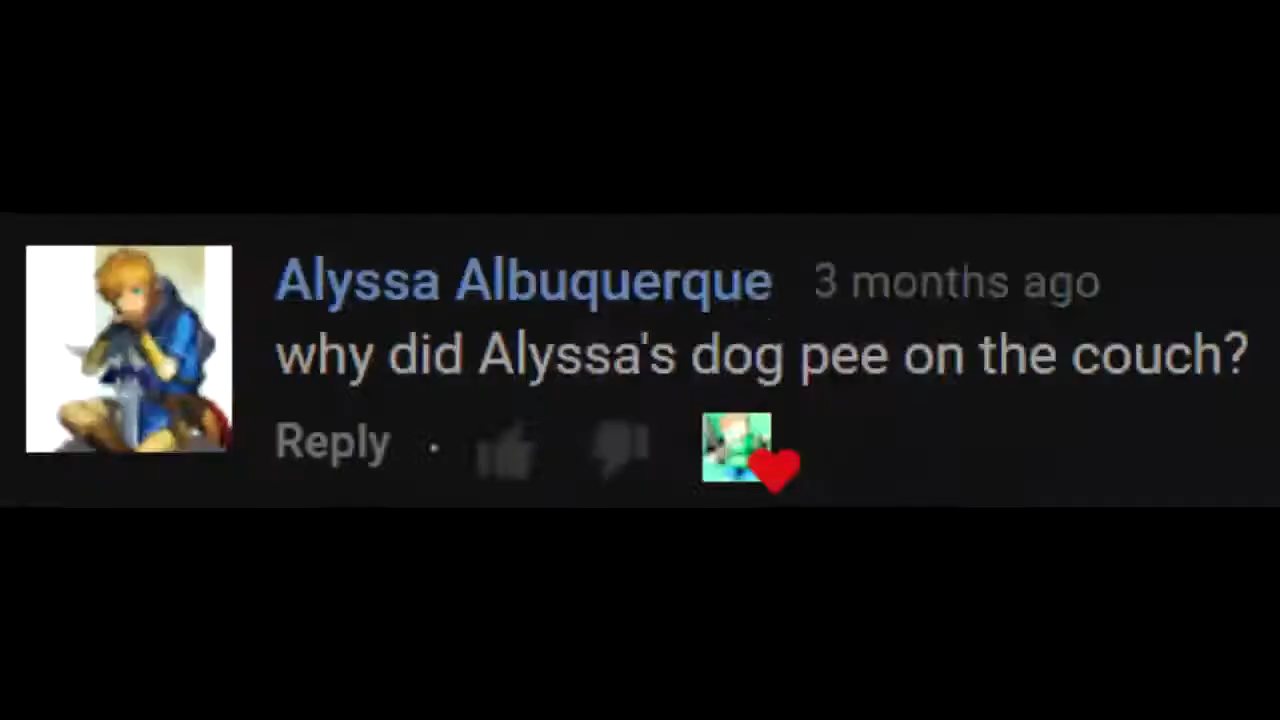 Alyssa Albuquerque 3 months ago
why did Alyssa's dog pee on the couch?
Reply